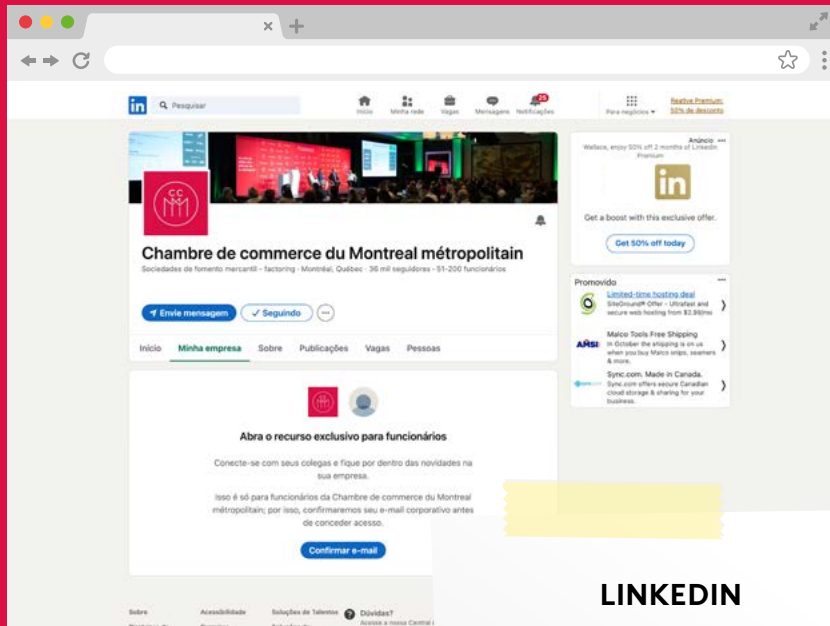 in
Pesquisar
Início
Minha rede
Vagas
Mensagens
25
Notificações
Para negócios
Reative Premium:
50% de desconto
CC
M
Chambre de commerce du Montreal métropolitain
Sociedades de fomento mercantil - factoring · Montréal, Québec · 36 mil seguidores · 51-200 funcionários
Envie mensagem
Seguindo
Início
Minha empresa
Sobre
Publicações
Vagas
Pessoas
Abra o recurso exclusivo para funcionários
Conecte-se com seus colegas e fique por dentro das novidades na
sua empresa.
Isso é só para funcionários da Chambre de commerce du Montreal
métropolitain; por isso, confirmaremos seu e-mail corporativo antes
de conceder acesso.
Confirmar e-mail
Anúncio
Wallace, enjoy 50% off 2 months of LinkedIn
Premium
in
Get a boost with this exclusive offer.
Get 50% off today
Promovido
Limited-time hosting deal
SiteGround® Offer - Ultrafast and
secure web hosting from $3.99/mo
AMSI
Malco Tools Free Shipping
In October the shipping is on us
when you buy Malco snips, seamers
& more.
Sync.com. Made in Canada.
Sync.com offers secure Canadian
cloud storage & sharing for your
business.
Sobre
Acessibilidade
Soluções de Talentos
Dúvidas?
Acesse a nossa Central
LINKEDIN